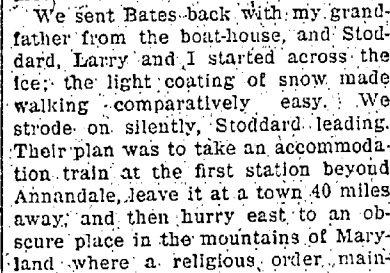 We sent Bates back with my grand-
father from the boat-house, and Stod-
dard, Larry and I started across the
ice; the light coating of snow made
walking comparatively easy. We
strode on silently, Stoddard leading.
Their plan was to take an accommoda-
tion train at the first station beyond
Annandale, leave it at a town 40 miles
away, and then hurry east to an ob-
scure place in the mountains of Mary-
land where a religious order main-